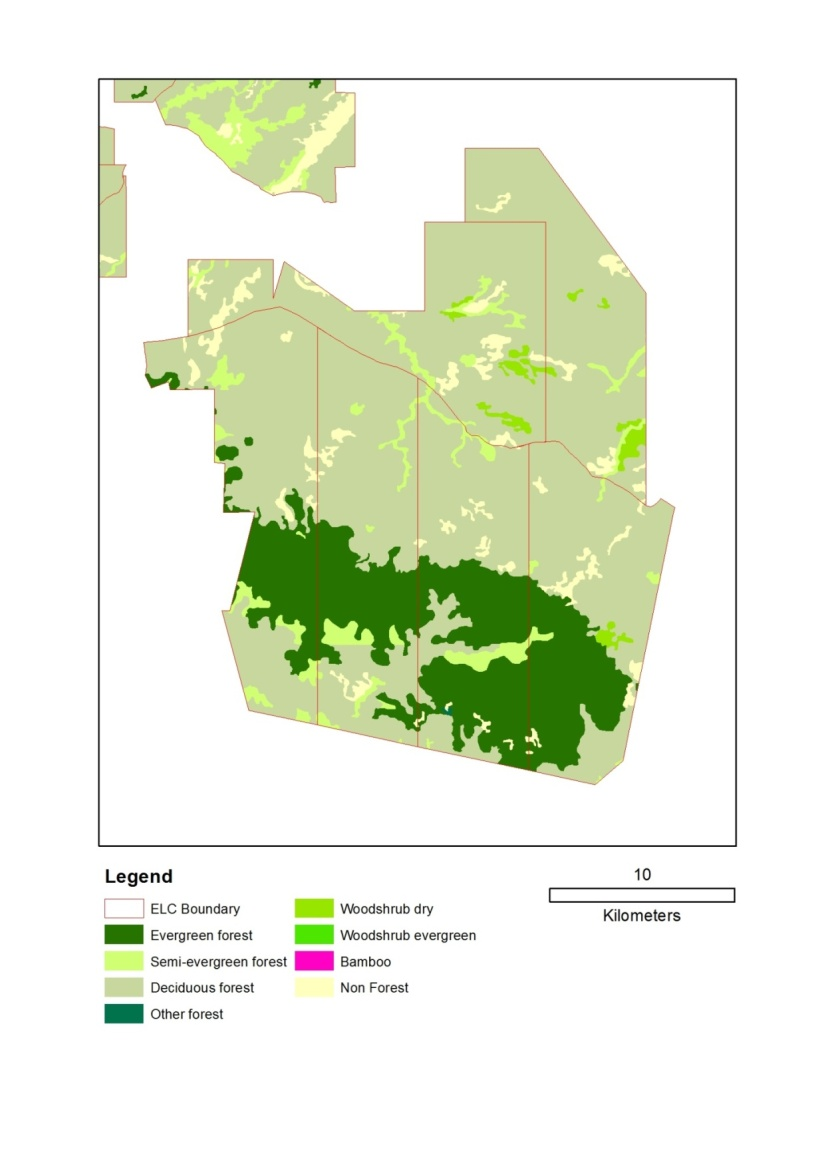 Legend
ELC Boundary
Evergreen forest
Semi-evergreen forest
Deciduous forest
Other forest
Woodshrub dry
Woodshrub evergreen
Bamboo
Non Forest
10
Kilometers